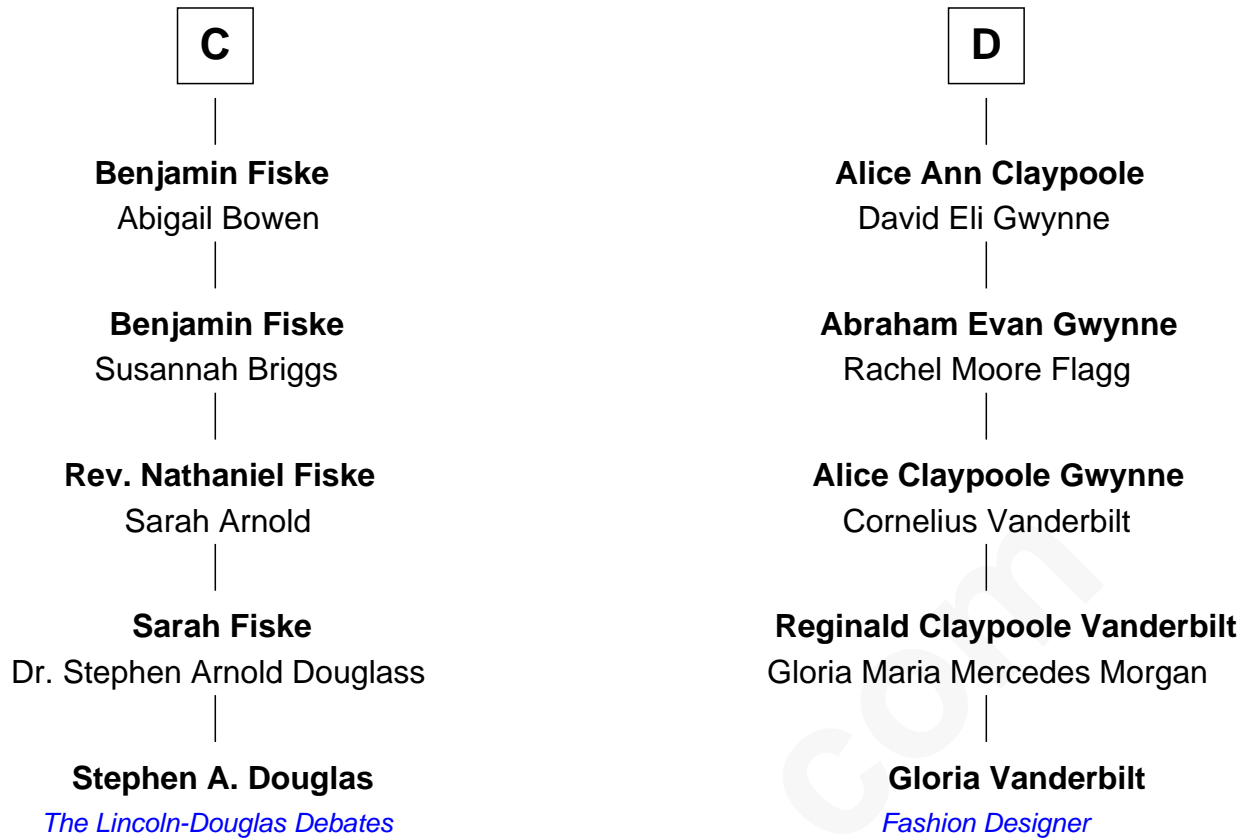 C
Benjamin Fiske
Abigail Bowen
Benjamin Fiske
Susannah Briggs
Rev. Nathaniel Fiske
Sarah Arnold
Sarah Fiske
Dr. Stephen Arnold Douglass
Stephen A. Douglas
The Lincoln-Douglas Debates
D
Alice Ann Claypoole
David Eli Gwynne
Abraham Evan Gwynne
Rachel Moore Flagg
Alice Claypoole Gwynne
Cornelius Vanderbilt
Reginald Claypoole Vanderbilt
Gloria Maria Mercedes Morgan
Gloria Vanderbilt
Fashion Designer
com